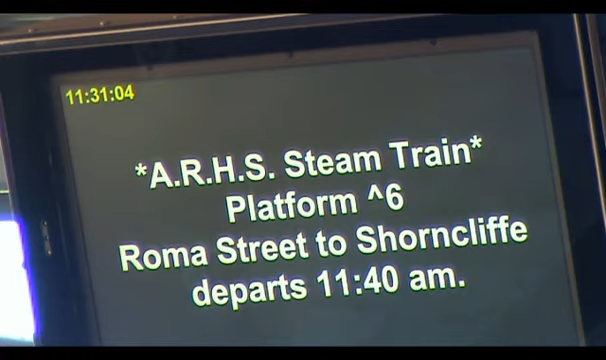 11:31:04
*A.R.H.S. Steam Train*
Platform ^6
Roma Street to Shorncliffe
departs 11:40 am.